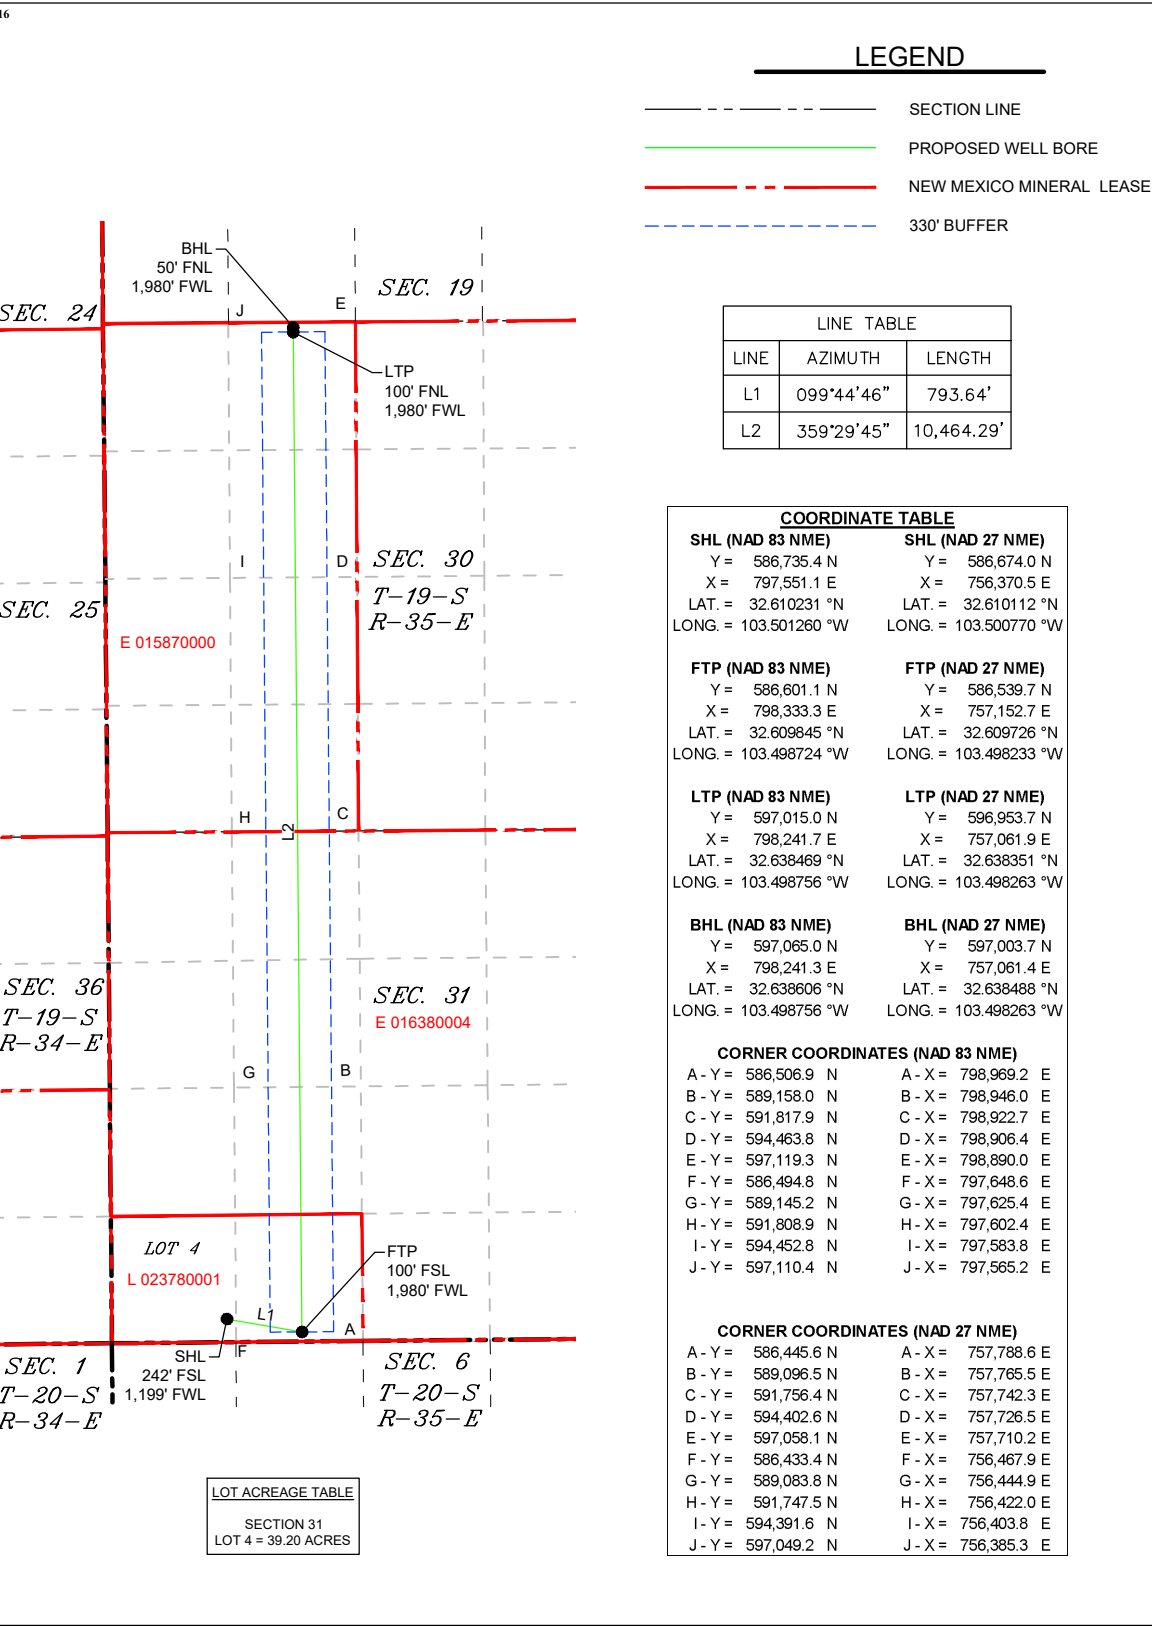 16
LEGEND
SECTION LINE
PROPOSED WELL BORE
NEW MEXICO MINERAL LEASE
330' BUFFER
BHL
50' FNL
1,980' FWL
SEC. 24
J
E
SEC. 19
LTP
100' FNL
1,980' FWL
I
D
SEC. 30
T-19-S
R-35-E
SEC. 25
E 015870000
H
C
L2
SEC. 36
T-19-S
R-34-E
SEC. 31
E 016380004
G
B
LOT 4
L 023780001
FTP
100' FSL
1,980' FWL
L1
A
F
SHL
242' FSL
1,199' FWL
SEC. 1
T-20-S
R-34-E
SEC. 6
T-20-S
R-35-E
LOT ACREAGE TABLE
SECTION 31
LOT 4 = 39.20 ACRES
LINE TABLE
LINE AZIMUTH LENGTH
L1 099°44'46" 793.64'
L2 359°29'45" 10,464.29'
COORDINATE TABLE
SHL (NAD 83 NME) SHL (NAD 27 NME)
Y = 586,735.4 N Y = 586,674.0 N
X = 797,551.1 E X = 756,370.5 E
LAT. = 32.610231 °N LAT. = 32.610112 °N
LONG. = 103.501260 °W LONG. = 103.500770 °W
FTP (NAD 83 NME) FTP (NAD 27 NME)
Y = 586,601.1 N Y = 586,539.7 N
X = 798,333.3 E X = 757,152.7 E
LAT. = 32.609845 °N LAT. = 32.609726 °N
LONG. = 103.498724 °W LONG. = 103.498233 °W
LTP (NAD 83 NME) LTP (NAD 27 NME)
Y = 597,015.0 N Y = 596,953.7 N
X = 798,241.7 E X = 757,061.9 E
LAT. = 32.638469 °N LAT. = 32.638351 °N
LONG. = 103.498756 °W LONG. = 103.498263 °W
BHL (NAD 83 NME) BHL (NAD 27 NME)
Y = 597,065.0 N Y = 597,003.7 N
X = 798,241.3 E X = 757,061.4 E
LAT. = 32.638606 °N LAT. = 32.638488 °N
LONG. = 103.498756 °W LONG. = 103.498263 °W
CORNER COORDINATES (NAD 83 NME)
A - Y = 586,506.9 N A - X = 798,969.2 E
B - Y = 589,158.0 N B - X = 798,946.0 E
C - Y = 591,817.9 N C - X = 798,922.7 E
D - Y = 594,463.8 N D - X = 798,906.4 E
E - Y = 597,119.3 N E - X = 798,890.0 E
F - Y = 586,494.8 N F - X = 797,648.6 E
G - Y = 589,145.2 N G - X = 797,625.4 E
H - Y = 591,808.9 N H - X = 797,602.4 E
I - Y = 594,452.8 N I - X = 797,583.8 E
J - Y = 597,110.4 N J - X = 797,565.2 E
CORNER COORDINATES (NAD 27 NME)
A - Y = 586,445.6 N A - X = 757,788.6 E
B - Y = 589,096.5 N B - X = 757,765.5 E
C - Y = 591,756.4 N C - X = 757,742.3 E
D - Y = 594,402.6 N D - X = 757,726.5 E
E - Y = 597,058.1 N E - X = 757,710.2 E
F - Y = 586,433.4 N F - X = 756,467.9 E
G - Y = 589,083.8 N G - X = 756,444.9 E
H - Y = 591,747.5 N H - X = 756,422.0 E
I - Y = 594,391.6 N I - X = 756,403.8 E
J - Y = 597,049.2 N J - X = 756,385.3 E